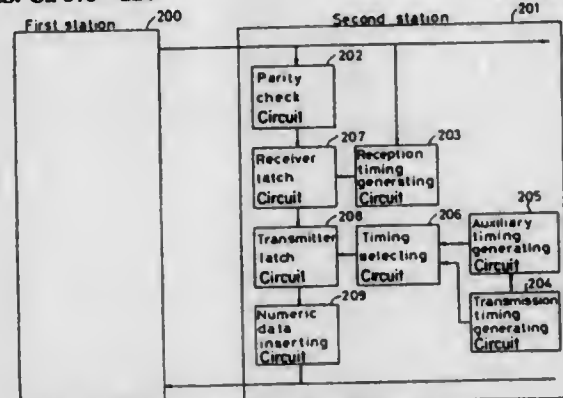 First station
200
Second station
201
202
Parity
check
Circuit
207
Receiver
latch
Circuit
203
Reception
timing
generating
Circuit
208
Transmitter
latch
Circuit
206
Timing
selecting
Circuit
205
Auxiliary
timing
generating
Circuit
204
Transmission
timing
generating
Circuit
209
Numeric
data
inserting
Circuit